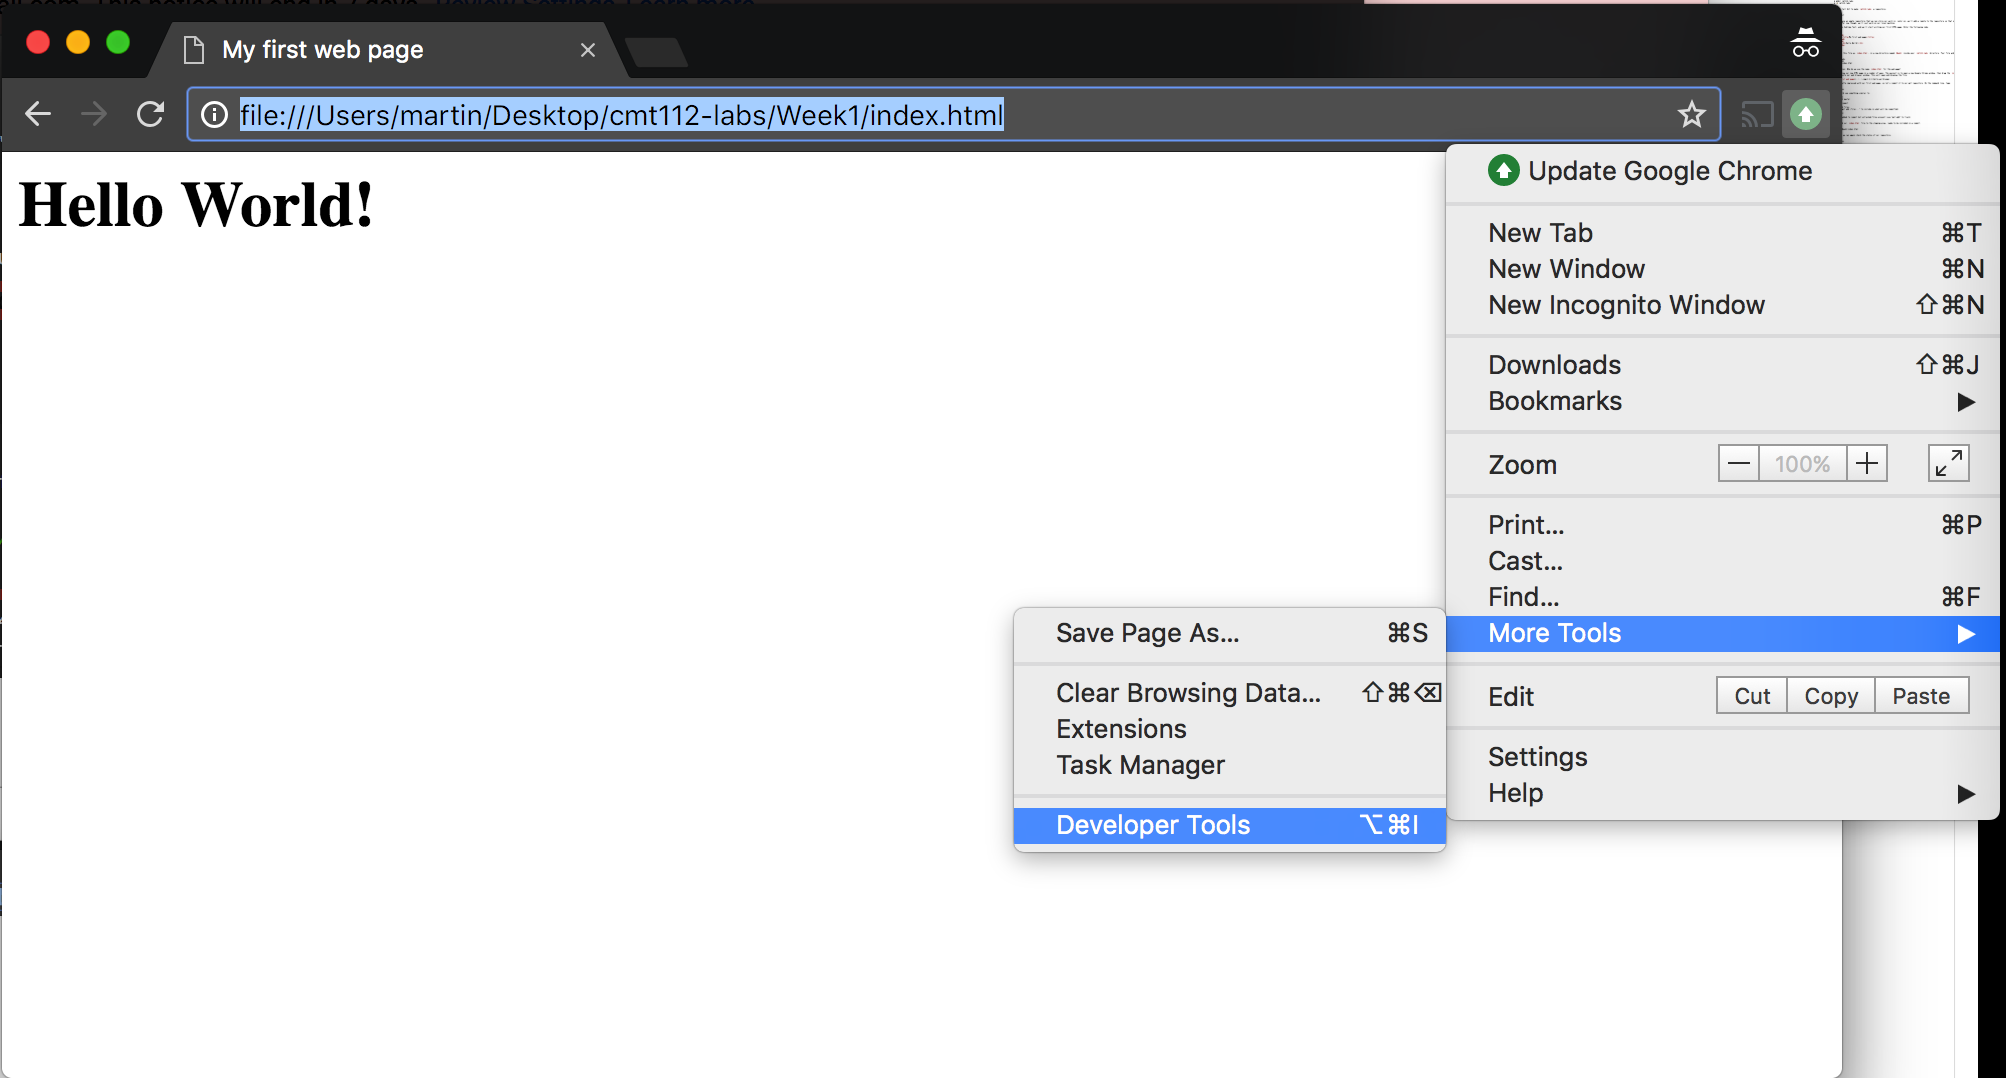 My first web page
file:///Users/martin/Desktop/cmt112-labs/Week1/index.html
Hello World!
Update Google Chrome
New Tab ⌘T
New Window ⌘N
New Incognito Window ⇧⌘N
Downloads ⇧⌘J
Bookmarks ▶
Zoom — 100% +
Print... ⌘P
Cast...
Find... ⌘F
More Tools ▶
Edit Cut Copy Paste
Settings
Help ▶
Save Page As... ⌘S
Clear Browsing Data... ⇧⌘⌫
Extensions
Task Manager
Developer Tools ⌥⌘I